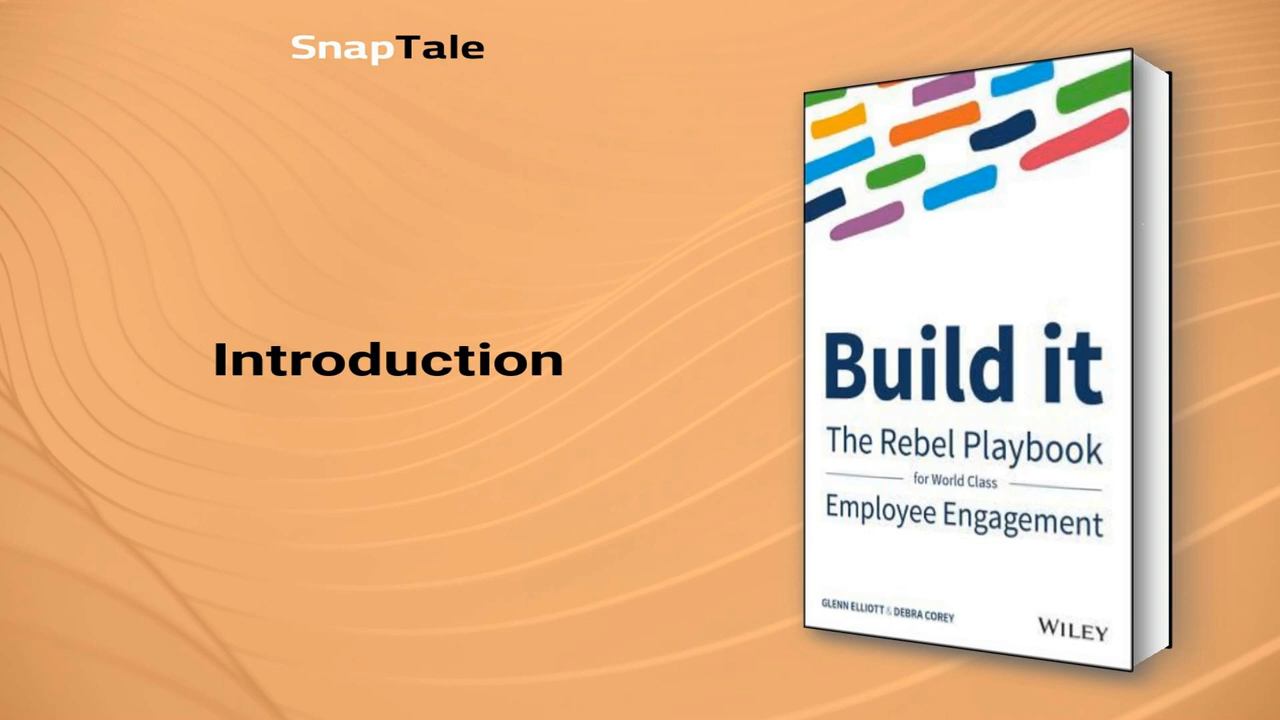 SnapTale
Introduction
Build it
The Rebel Playbook
for World Class
Employee Engagement
GLENN ELLIOTT & DEBRA COREY
WILEY